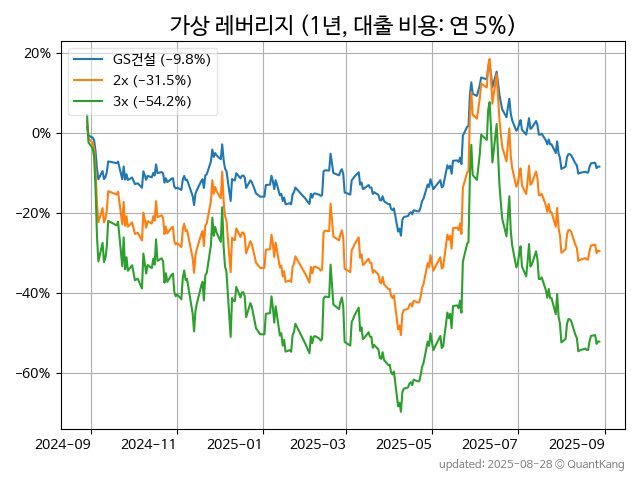 가상 레버리지 (1년, 대출 비용: 연 5%)
GS건설 (−9.8%)
2x (−31.5%)
3x (−54.2%)
20%
0%
−20%
−40%
−60%
2024−09 2024−11 2025−01 2025−03 2025−05 2025−07 2025−09
updated: 2025-08-28 © QuantKang